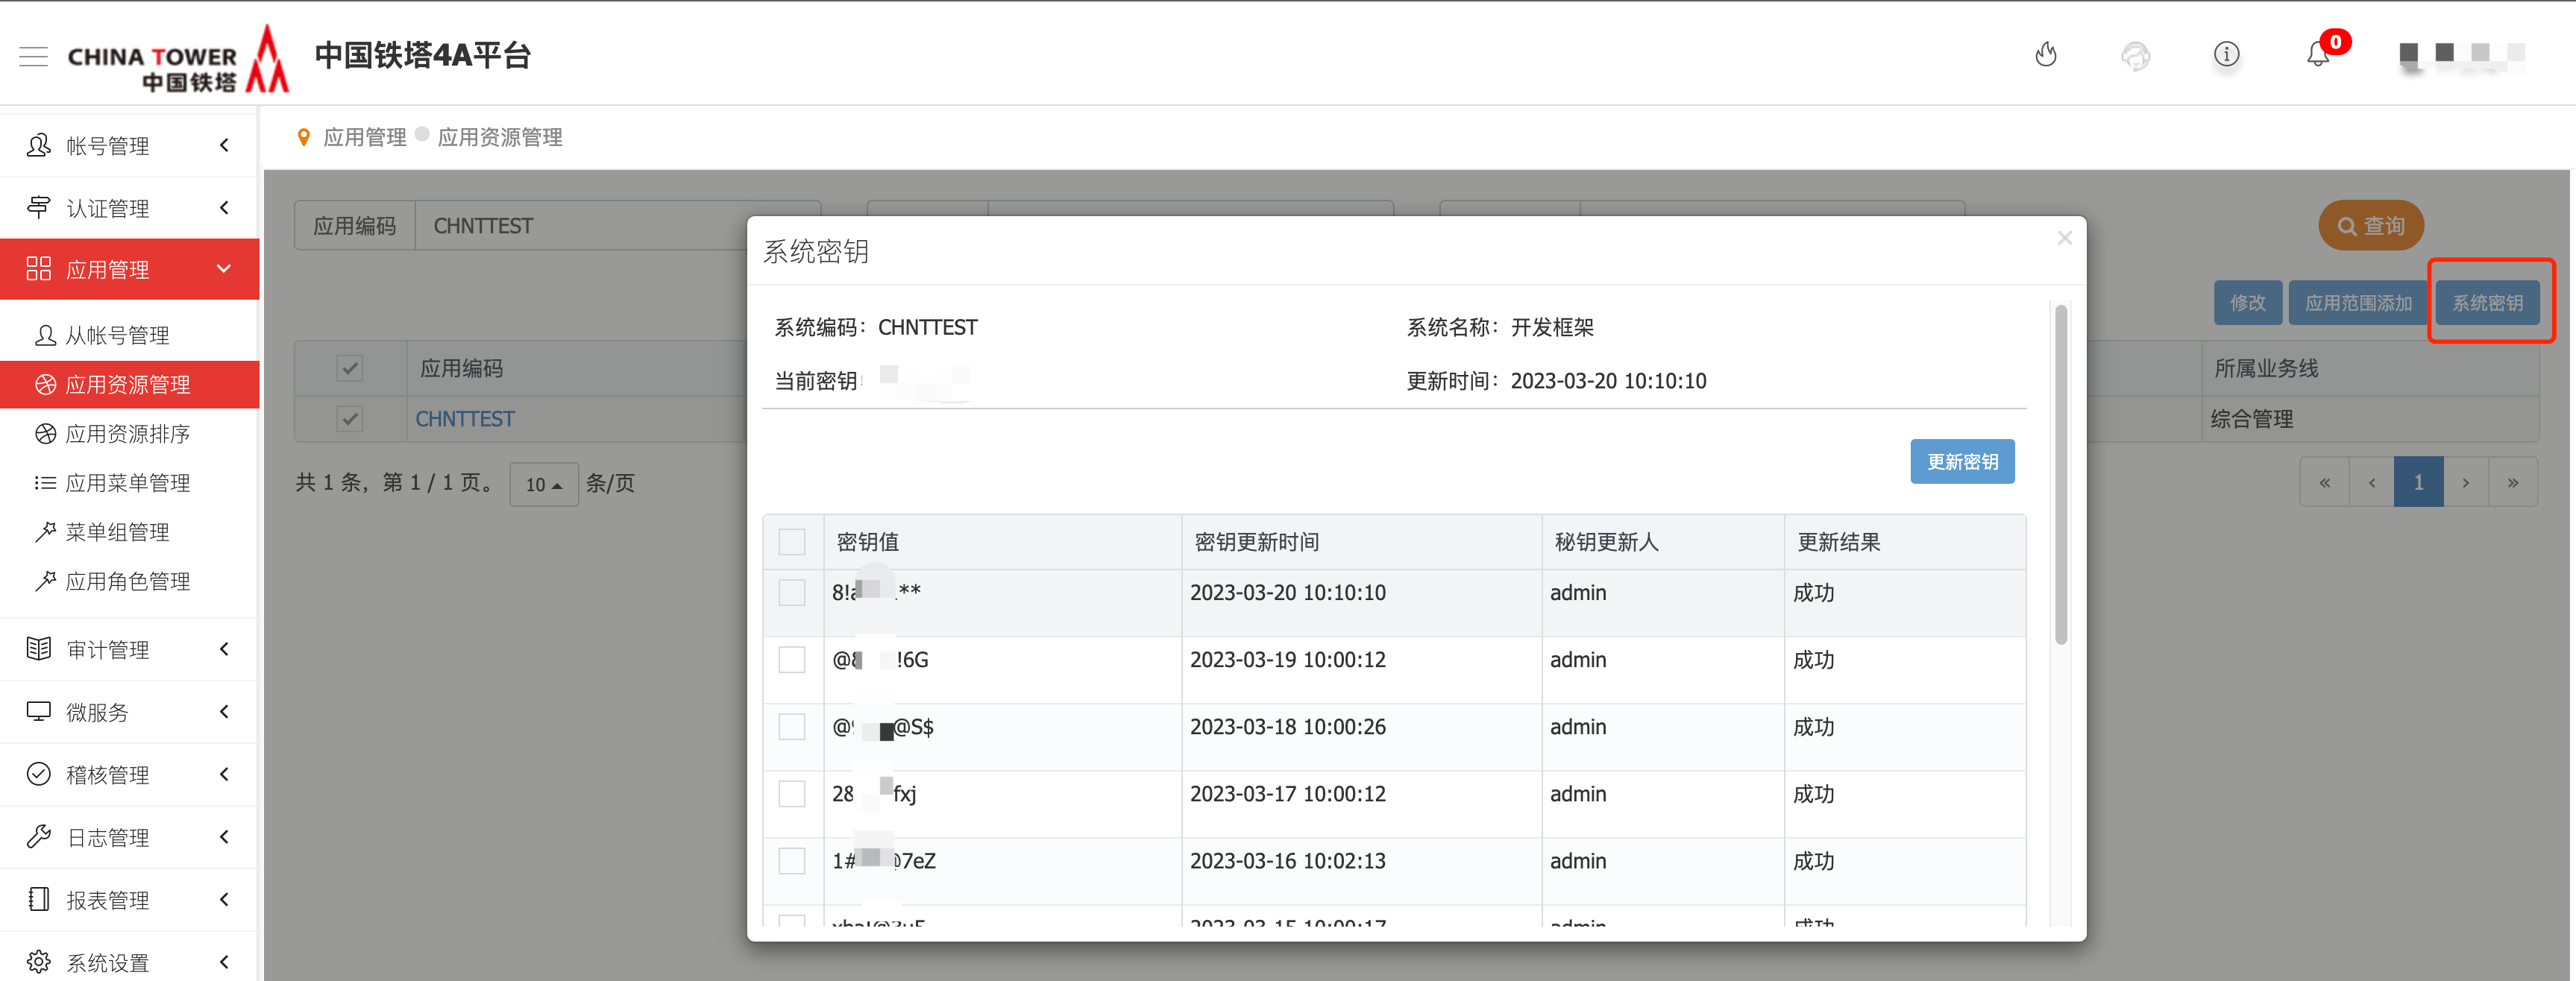 CHINA TOWER
中国铁塔
中国铁塔4A平台
0
帐号管理
认证管理
应用管理
从帐号管理
应用资源管理
应用资源排序
应用菜单管理
菜单组管理
应用角色管理
审计管理
微服务
稽核管理
日志管理
报表管理
系统设置
应用管理 应用资源管理
应用编码 CHNTTEST
查询
修改 应用范围添加 系统密钥
应用编码 所属业务线
CHNTTEST 综合管理
共 1 条，第 1 / 1 页。 10 条/页
« ‹ 1 › »
系统密钥 ×
系统编码：CHNTTEST 系统名称：开发框架
当前密钥 更新时间：2023-03-20 10:10:10
更新密钥
密钥值 密钥更新时间 秘钥更新人 更新结果
8! ** 2023-03-20 10:10:10 admin 成功
@ !6G 2023-03-19 10:00:12 admin 成功
@ @S$ 2023-03-18 10:00:26 admin 成功
28 fxj 2023-03-17 10:00:12 admin 成功
1# @7eZ 2023-03-16 10:02:13 admin 成功
2023-03-15 10:00:17 admin 成功